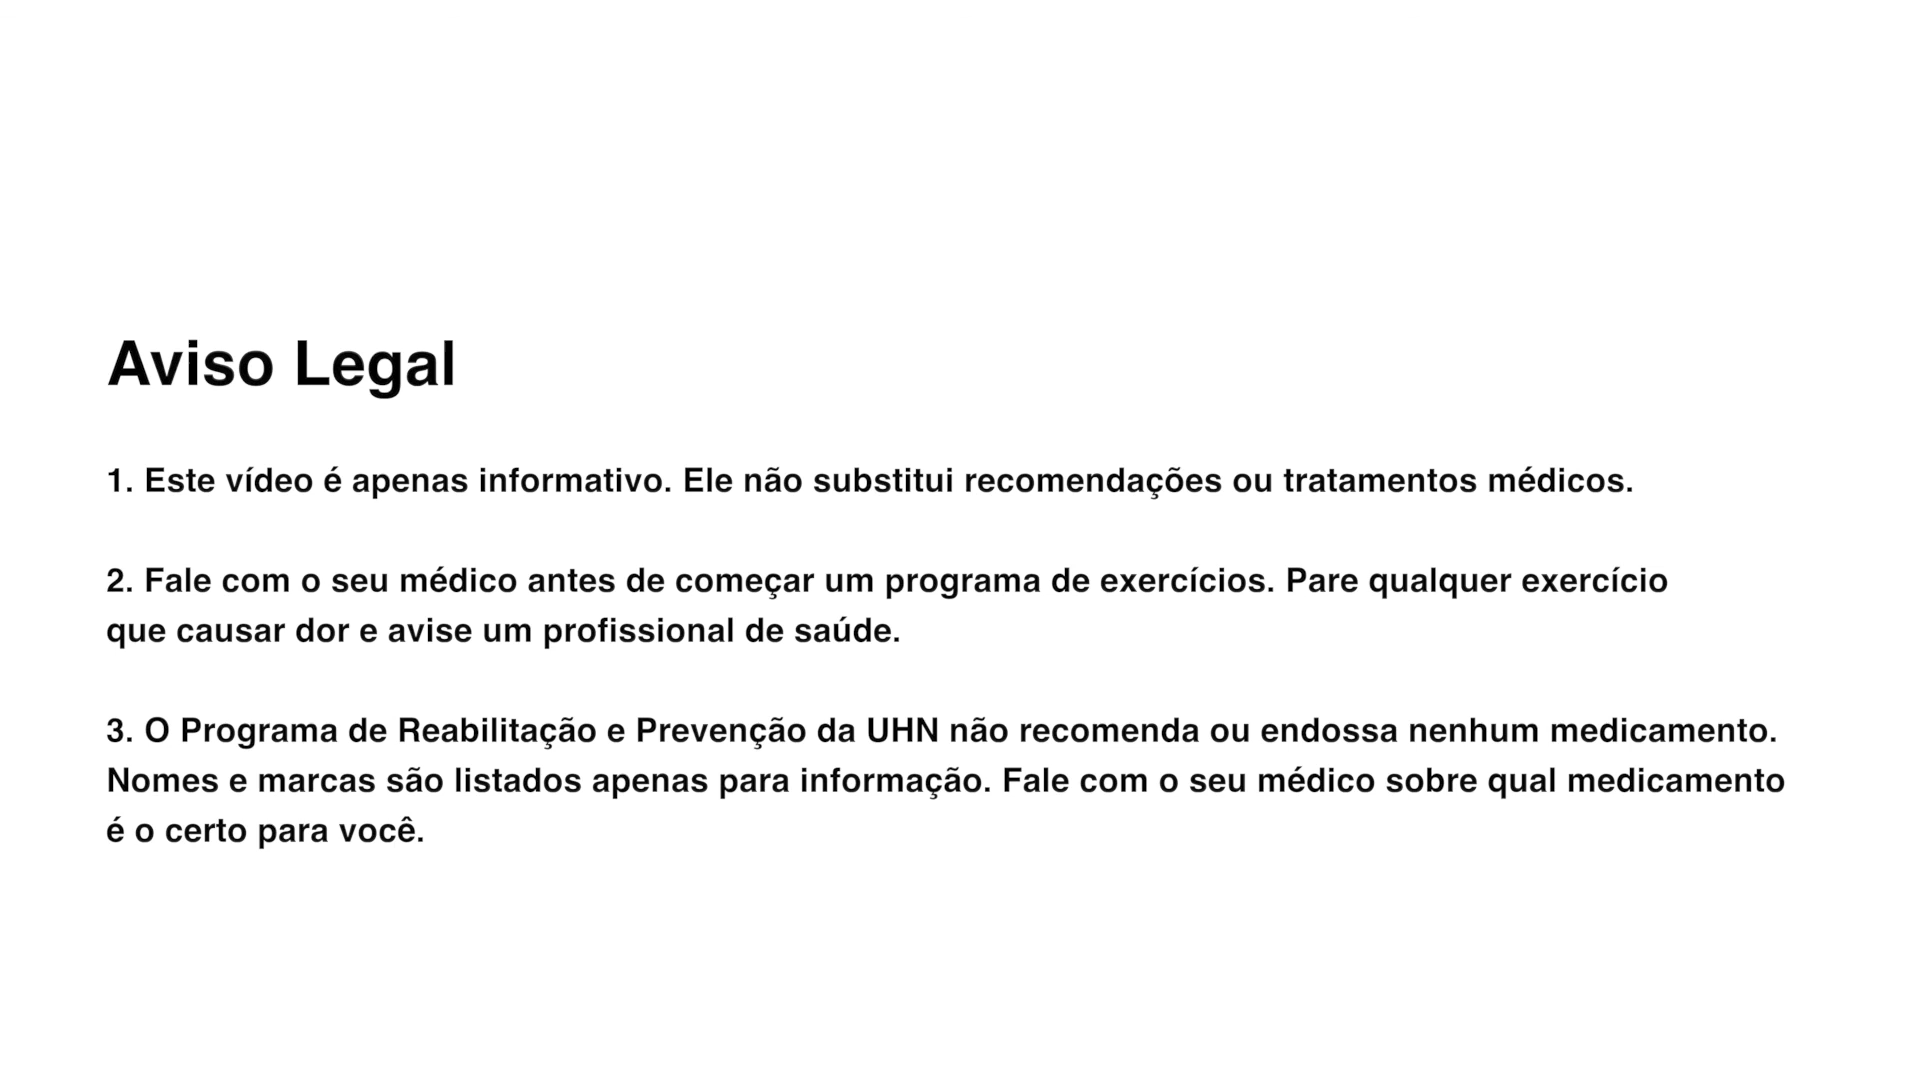 Aviso Legal
1. Este vídeo é apenas informativo. Ele não substitui recomendações ou tratamentos médicos.
2. Fale com o seu médico antes de começar um programa de exercícios. Pare qualquer exercício
que causar dor e avise um profissional de saúde.
3. O Programa de Reabilitação e Prevenção da UHN não recomenda ou endossa nenhum medicamento.
Nomes e marcas são listados apenas para informação. Fale com o seu médico sobre qual medicamento
é o certo para você.